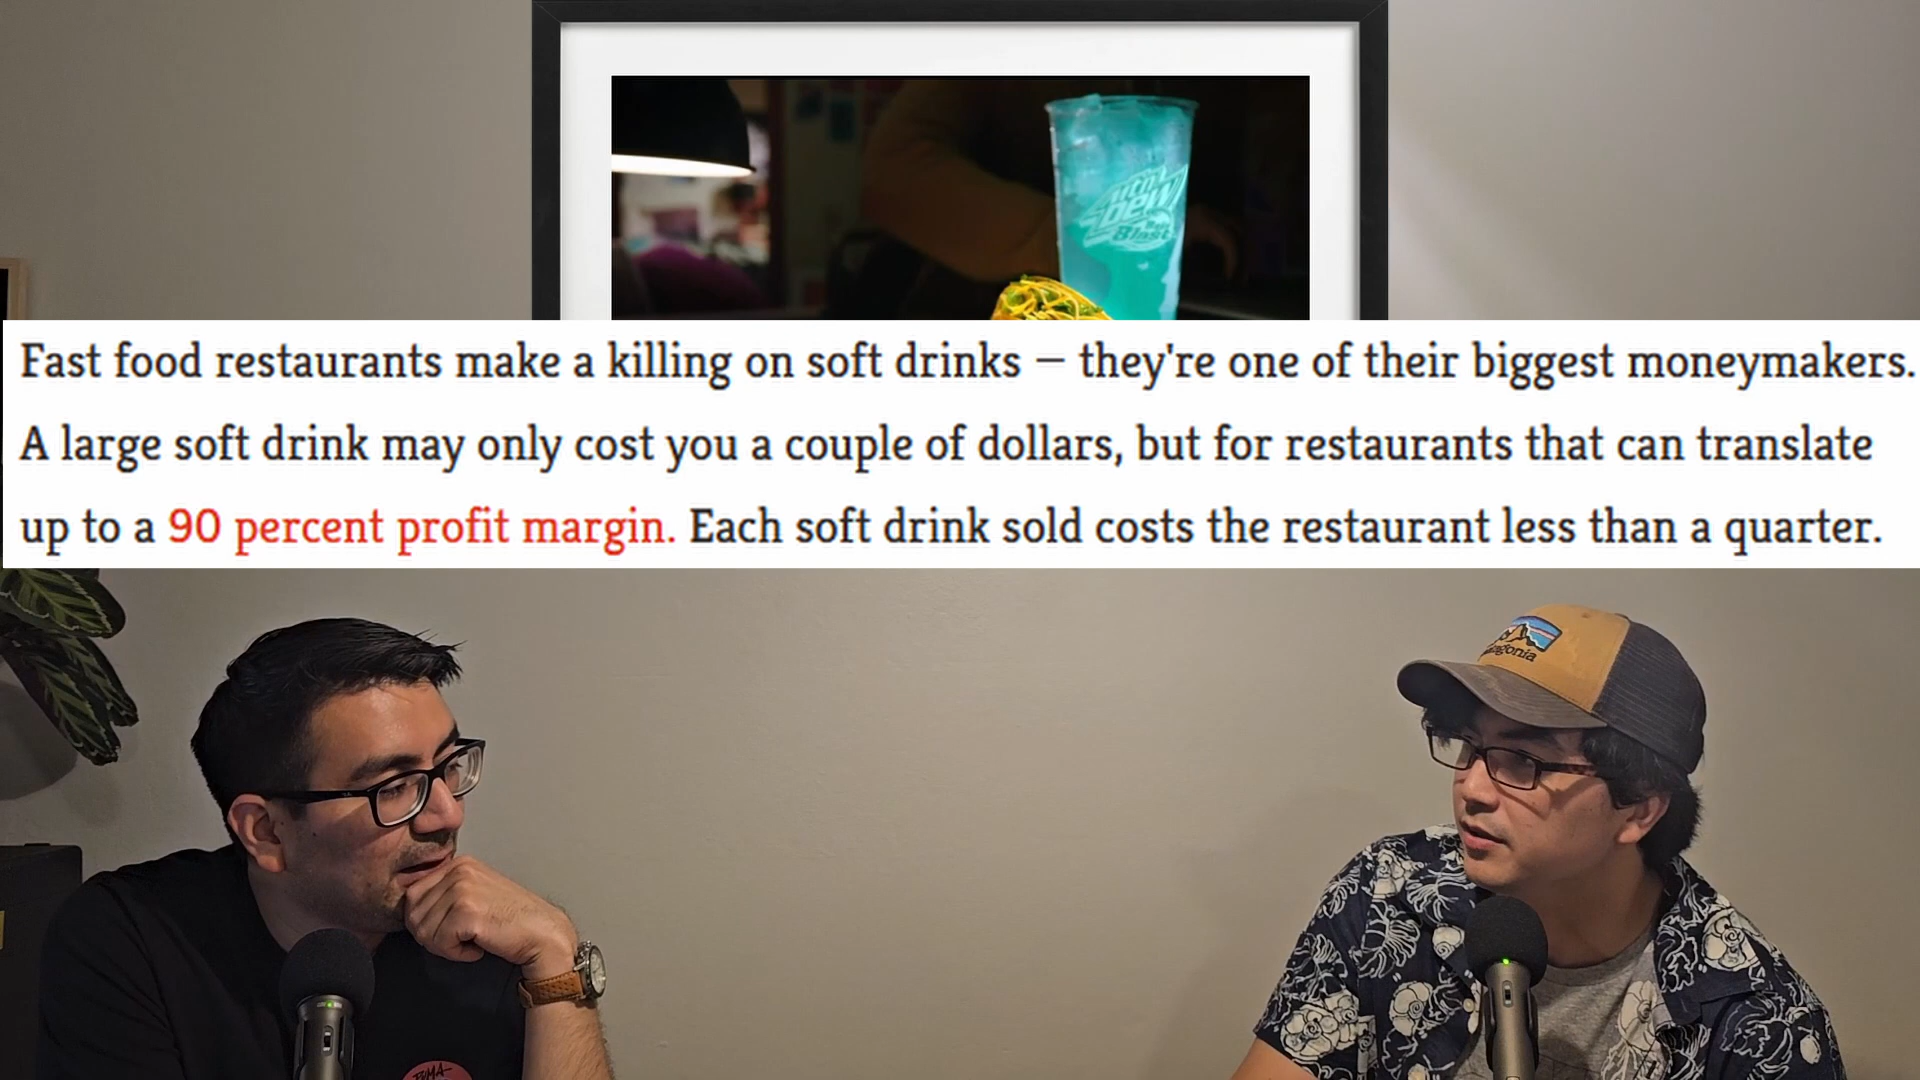 MTN DEW
Baja
Blast
Fast food restaurants make a killing on soft drinks — they're one of their biggest moneymakers.
A large soft drink may only cost you a couple of dollars, but for restaurants that can translate
up to a 90 percent profit margin. Each soft drink sold costs the restaurant less than a quarter.
patagonia
PUMA